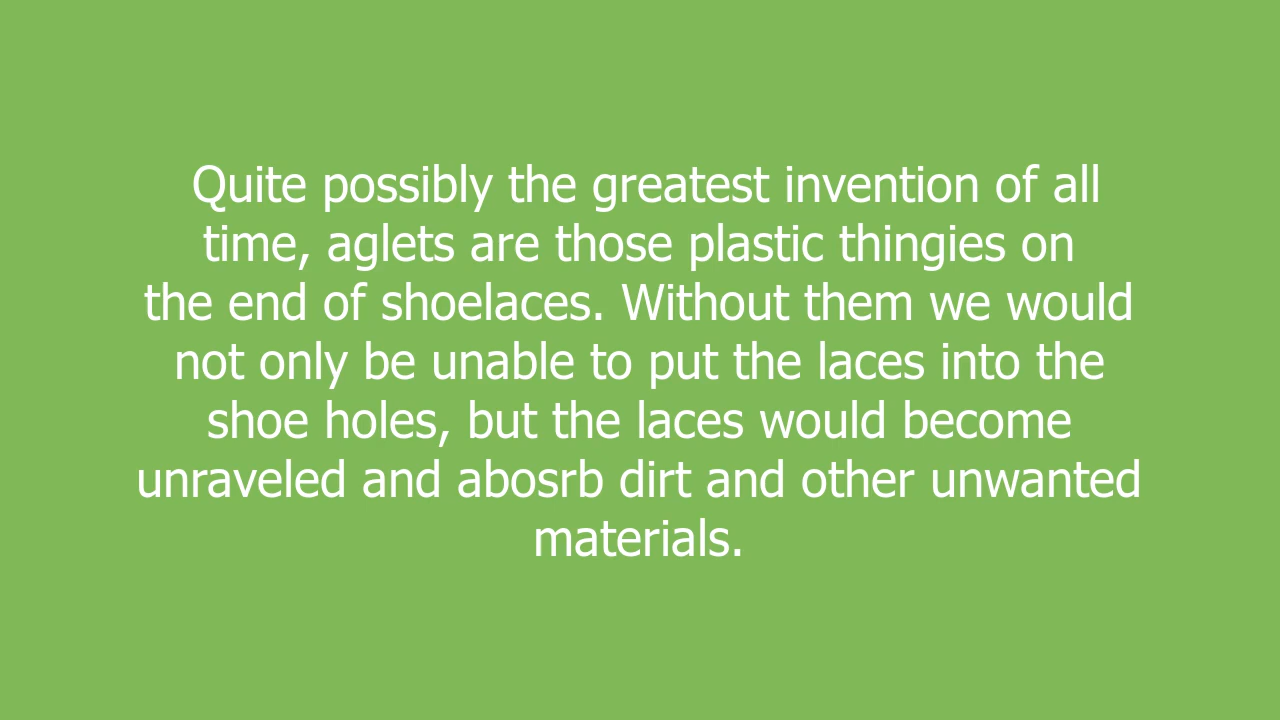 Quite possibly the greatest invention of all
time, aglets are those plastic thingies on
the end of shoelaces. Without them we would
not only be unable to put the laces into the
shoe holes, but the laces would become
unraveled and abosrb dirt and other unwanted
materials.